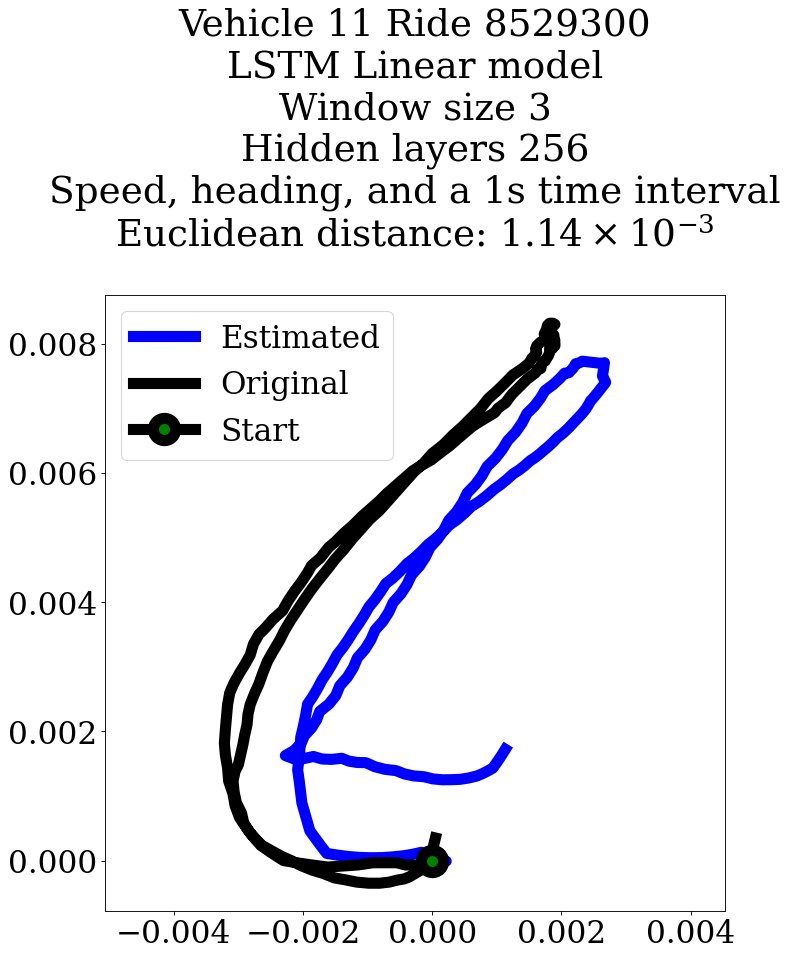 Vehicle 11 Ride 8529300
LSTM Linear model
Window size 3
Hidden layers 256
Speed, heading, and a 1s time interval
Euclidean distance: 1.14 × 10⁻³
Estimated
Original
Start
0.008
0.006
0.004
0.002
0.000
−0.004 −0.002 0.000 0.002 0.004